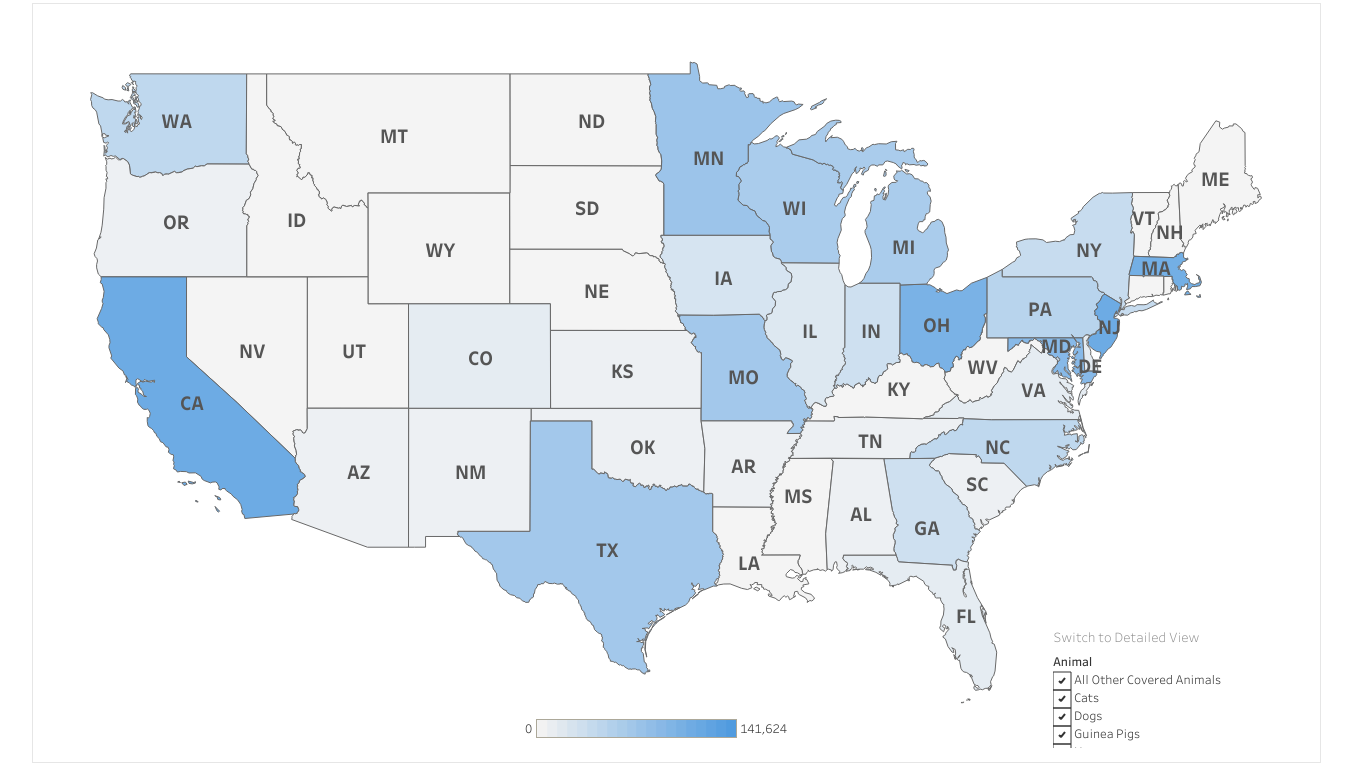 WA
MT
ND
MN
ME
OR
ID
SD
WI
MI
VT
NH
NY
MA
WY
NE
IA
PA
NV
UT
CO
KS
MO
IL
IN
OH
NJ
MD
DE
WV
VA
KY
CA
AZ
NM
OK
AR
TN
NC
SC
MS
AL
GA
TX
LA
FL
Switch to Detailed View
Animal
All Other Covered Animals
Cats
Dogs
Guinea Pigs
0 141,624